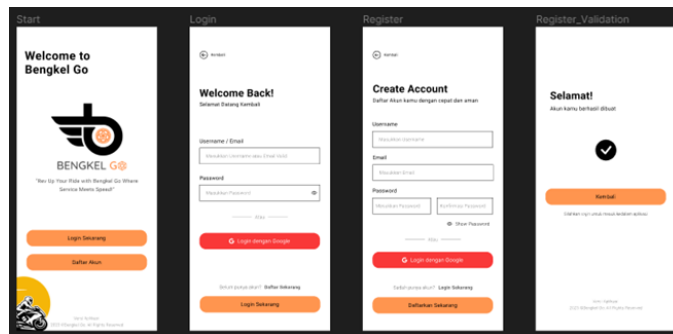 Start
Welcome to
Bengkel Go
BENGKEL GO
"Rev Up Your Ride with Bengkel Go Where
Service Meets Speed!"
Login Sekarang
Daftar Akun
Login
Kembali
Welcome Back!
Selamat Datang Kembali
Username / Email
Masukkan Username atau Email Valid
Password
Masukkan Password
Atau
G Login dengan Google
Belum punya akun? Daftar Sekarang
Login Sekarang
Register
Kembali
Create Account
Daftar Akun kamu dengan cepat dan aman
Username
Masukkan Username
Email
Masukkan Email
Password
Masukkan Password
Konfirmasi Password
Show Password
Atau
G Login dengan Google
Sudah punya akun? Login Sekarang
Daftarkan Sekarang
Register_Validation
Selamat!
Akun kamu berhasil dibuat
Kembali